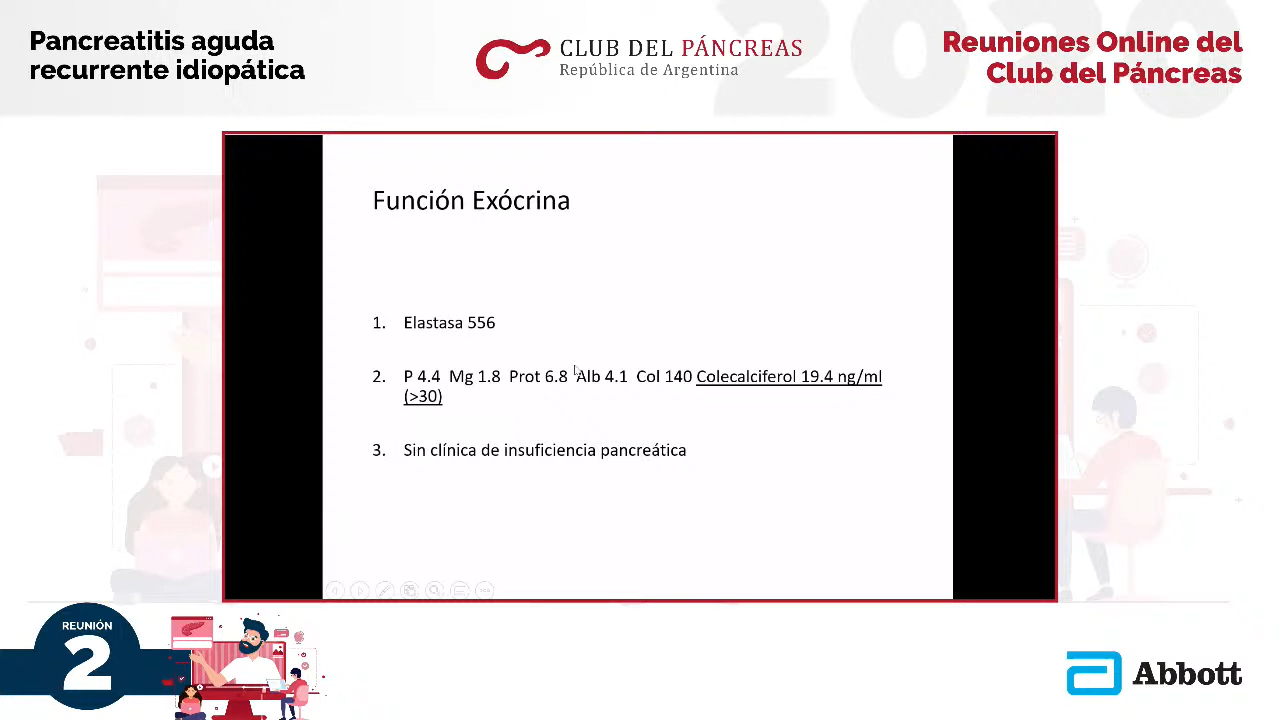 Pancreatitis aguda
recurrente idiopática
CLUB DEL PÁNCREAS
República de Argentina
2020
Reuniones Online del
Club del Páncreas
Función Exócrina
1. Elastasa 556
2. P 4.4 Mg 1.8 Prot 6.8 Alb 4.1 Col 140 Colecalciferol 19.4 ng/ml
(>30)
3. Sin clínica de insuficiencia pancreática
REUNIÓN
2
Abbott